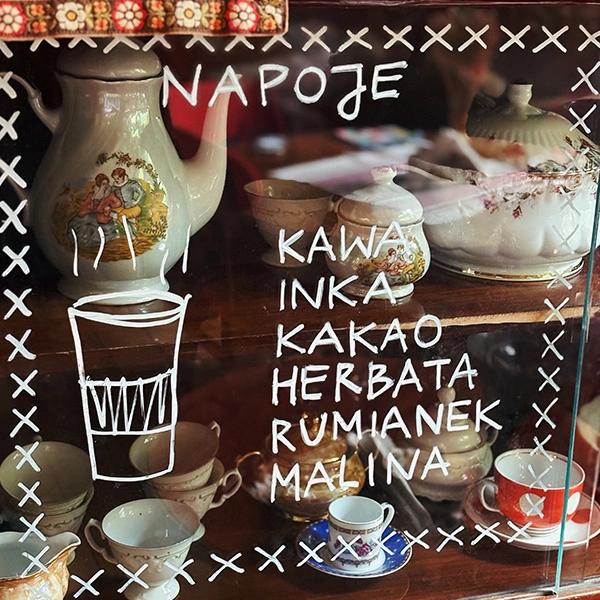 NAPOJE
KAWA
INKA
KAKAO
HERBATA
RUMIANEK
MALINA